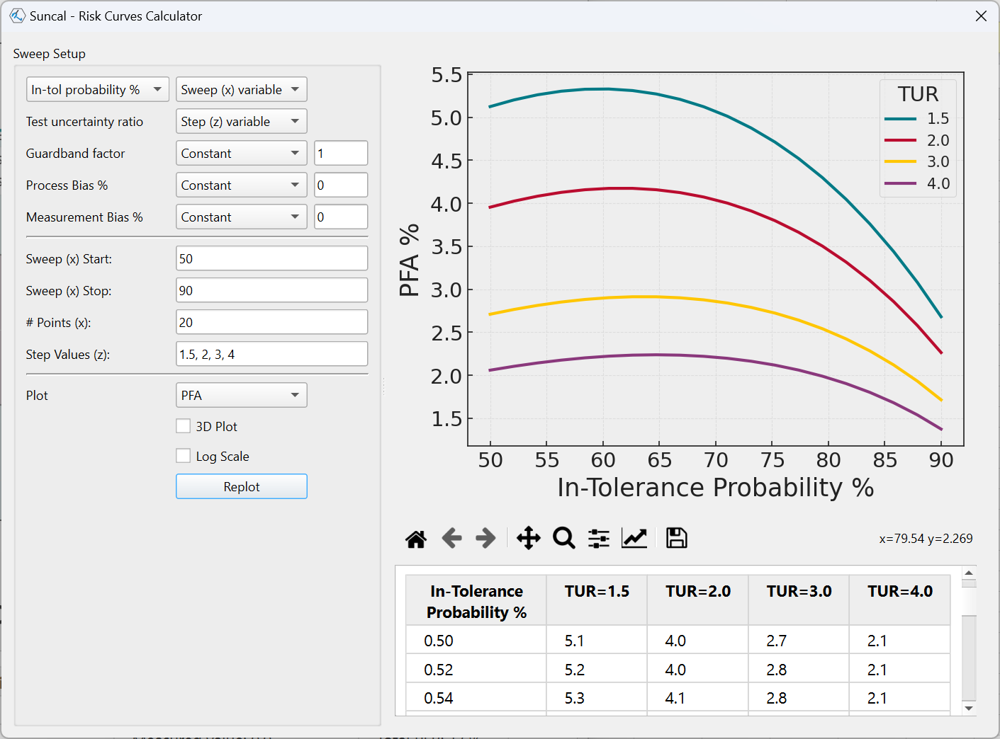 Suncal - Risk Curves Calculator
Sweep Setup
In-tol probability % Sweep (x) variable
Test uncertainty ratio Step (z) variable
Guardband factor Constant 1
Process Bias % Constant 0
Measurement Bias % Constant 0
Sweep (x) Start: 50
Sweep (x) Stop: 90
# Points (x): 20
Step Values (z): 1.5, 2, 3, 4
Plot PFA
3D Plot
Log Scale
Replot
5.5
5.0
4.5
4.0
3.5
3.0
2.5
2.0
1.5
PFA %
TUR
1.5
2.0
3.0
4.0
50 55 60 65 70 75 80 85 90
In-Tolerance Probability %
x=79.54 y=2.269
In-Tolerance Probability % TUR=1.5 TUR=2.0 TUR=3.0 TUR=4.0
0.50 5.1 4.0 2.7 2.1
0.52 5.2 4.0 2.8 2.1
0.54 5.3 4.1 2.8 2.1